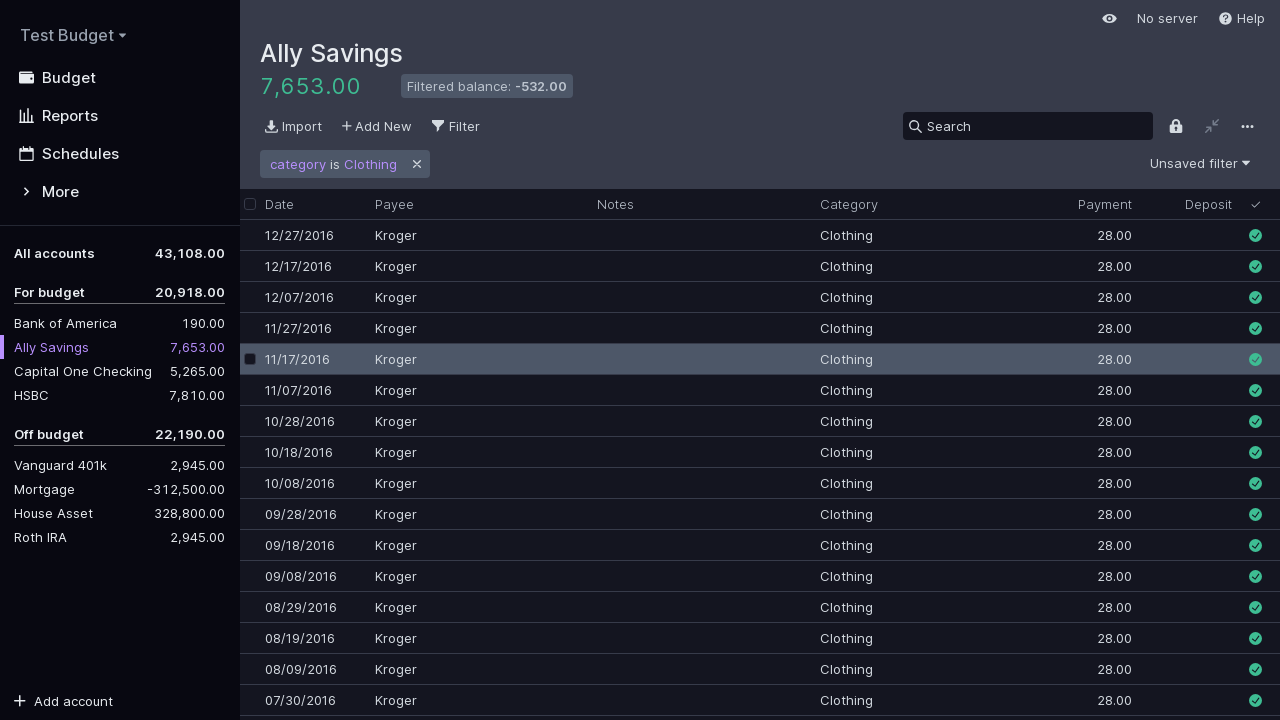 Test Budget
Budget
Reports
Schedules
More
All accounts 43,108.00
For budget 20,918.00
Bank of America 190.00
Ally Savings 7,653.00
Capital One Checking 5,265.00
HSBC 7,810.00
Off budget 22,190.00
Vanguard 401k 2,945.00
Mortgage -312,500.00
House Asset 328,800.00
Roth IRA 2,945.00
Add account
No server Help
Ally Savings
7,653.00 Filtered balance: -532.00
Import Add New Filter Search
category is Clothing Unsaved filter
Date Payee Notes Category Payment Deposit
12/27/2016 Kroger Clothing 28.00
12/17/2016 Kroger Clothing 28.00
12/07/2016 Kroger Clothing 28.00
11/27/2016 Kroger Clothing 28.00
11/17/2016 Kroger Clothing 28.00
11/07/2016 Kroger Clothing 28.00
10/28/2016 Kroger Clothing 28.00
10/18/2016 Kroger Clothing 28.00
10/08/2016 Kroger Clothing 28.00
09/28/2016 Kroger Clothing 28.00
09/18/2016 Kroger Clothing 28.00
09/08/2016 Kroger Clothing 28.00
08/29/2016 Kroger Clothing 28.00
08/19/2016 Kroger Clothing 28.00
08/09/2016 Kroger Clothing 28.00
07/30/2016 Kroger Clothing 28.00